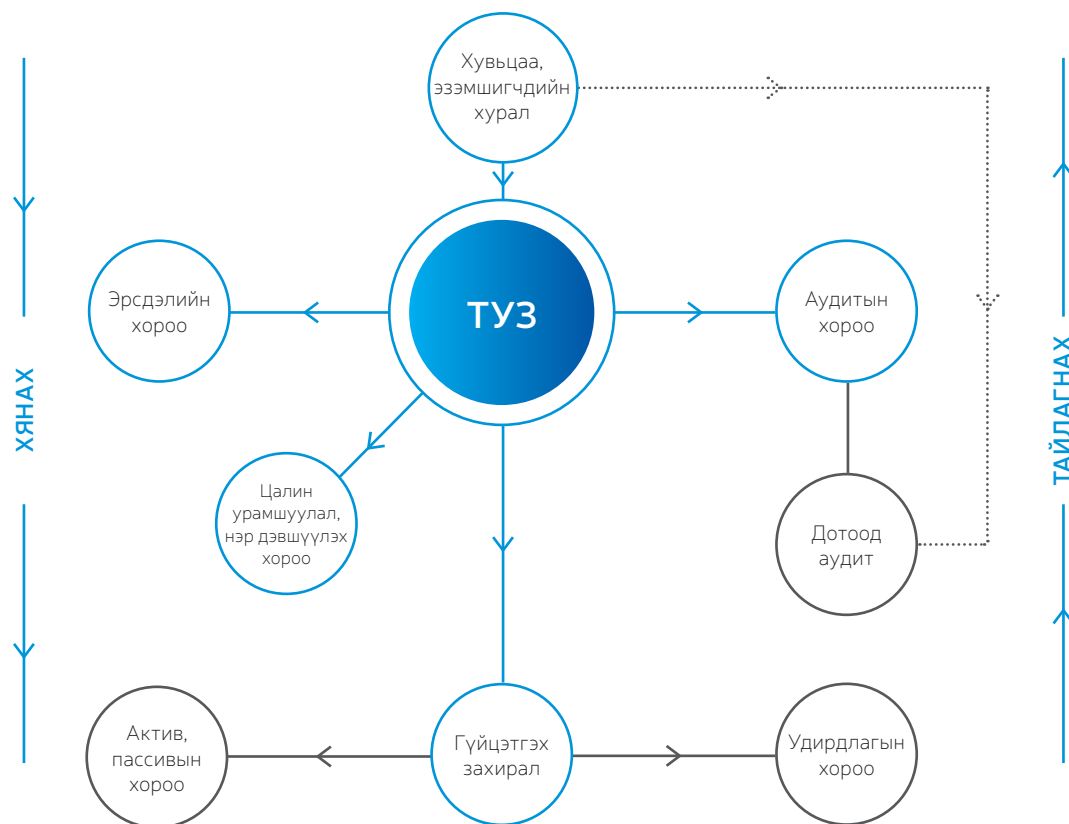 Хувьцаа,
эзэмшигчдийн
хурал
ТУЗ
Эрсдэлийн
хороо
Аудитын
хороо
ХЯНАХ
ТАЙЛАГНАХ
Цалин
урамшуулал,
нэр дэвшүүлэх
хороо
Дотоод
аудит
Актив,
пассивын
хороо
Гүйцэтгэх
захирал
Удирдлагын
хороо